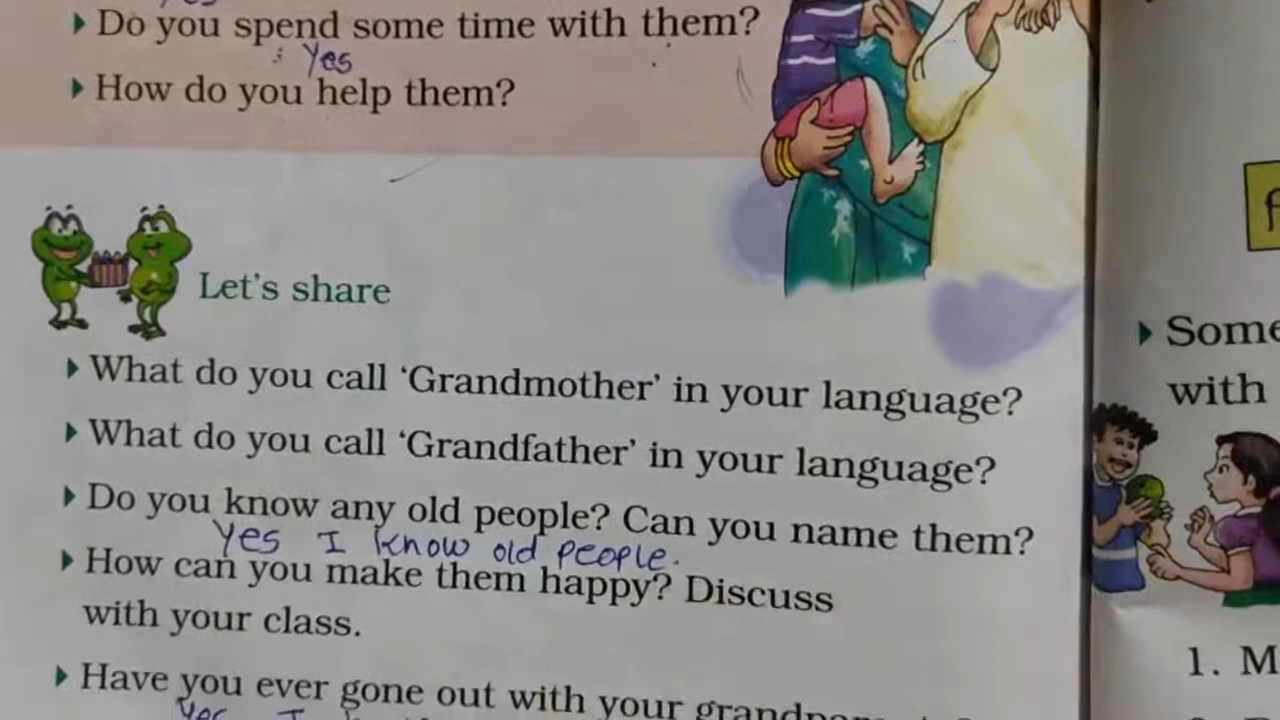 Do you spend some time with them?
Yes
How do you help them?
Let's share
What do you call 'Grandmother' in your language?
What do you call 'Grandfather' in your language?
Do you know any old people? Can you name them?
Yes I know old people.
How can you make them happy? Discuss
with your class.
Have you ever gone out with your
Yes I
Some
with
1. M